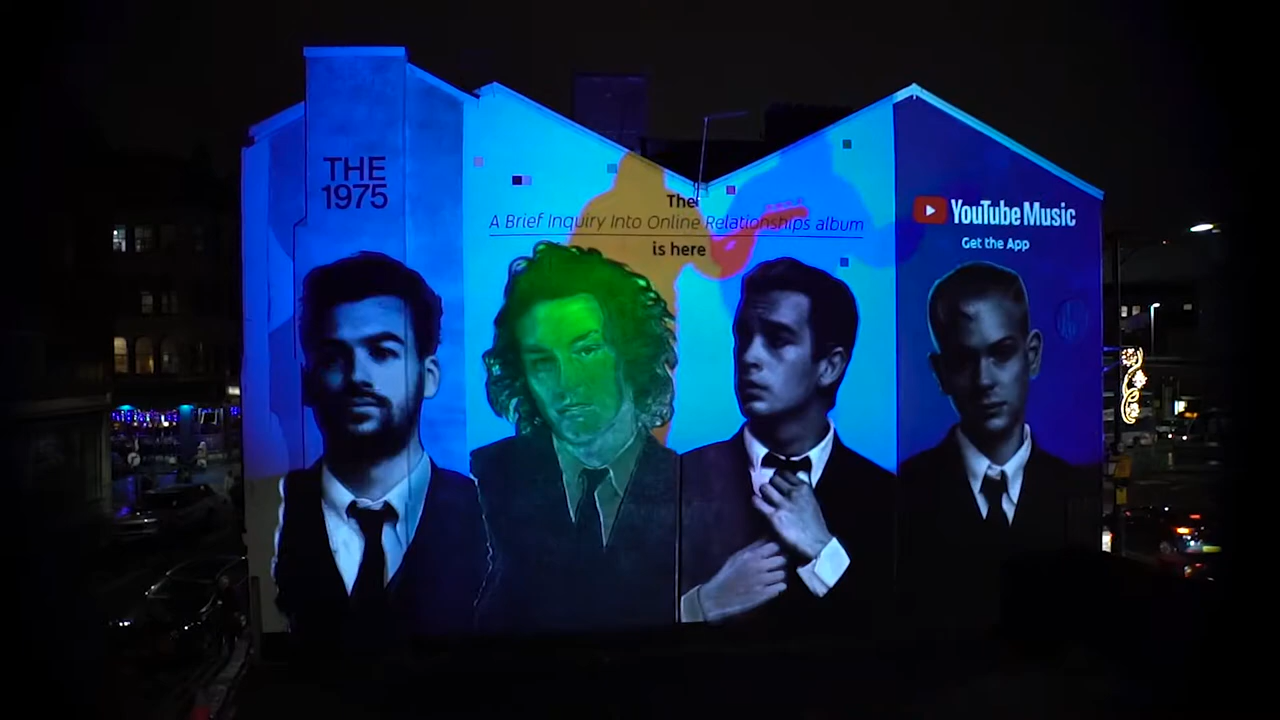 THE
1975
The
A Brief Inquiry Into Online Relationships album
is here
YouTube Music
Get the App